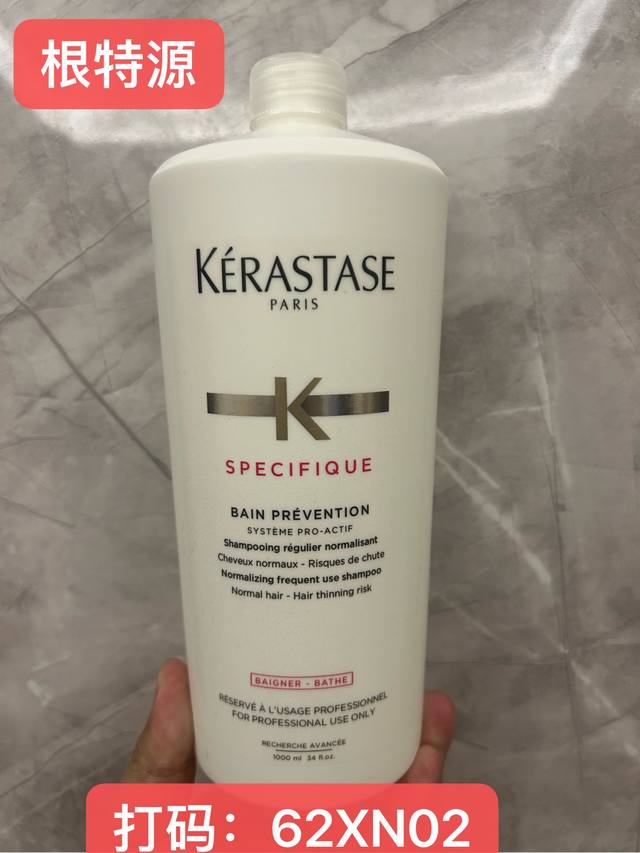 根特源
KÉRASTASE
PARIS
K
SPECIFIQUE
BAIN PRÉVENTION
SYSTÈME PRO-ACTIF
Shampooing régulier normalisant
Cheveux normaux - Risques de chute
Normalizing frequent use shampoo
Normal hair - Hair thinning risk
BAIGNER - BATHE
RÉSERVÉ À L'USAGE PROFESSIONNEL
FOR PROFESSIONAL USE ONLY
RECHERCHE AVANCÉE
1000 ml 34 fl.oz.
打码：62XN02